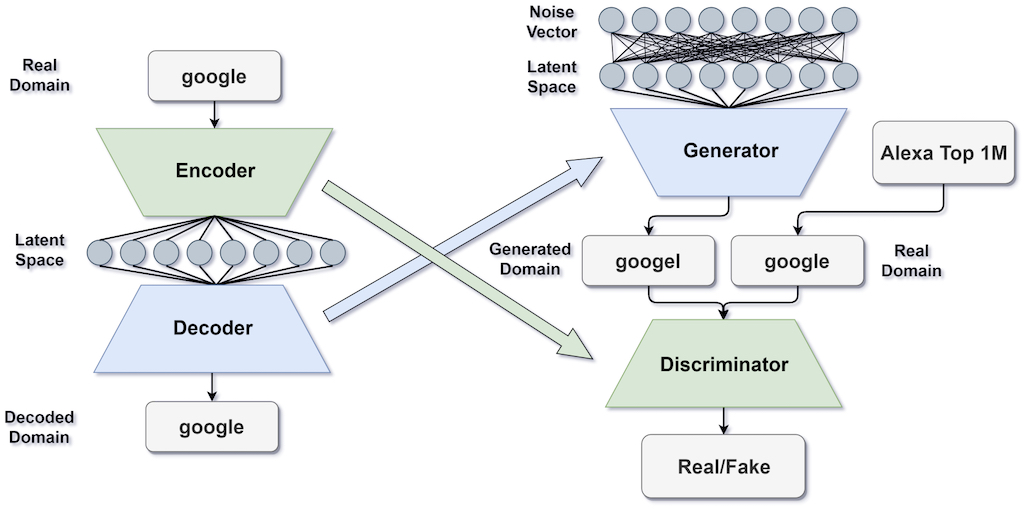 Real
Domain
google
Encoder
Latent
Space
Decoder
Decoded
Domain
google
Noise
Vector
Latent
Space
Generator
Alexa Top 1M
Generated
Domain
googel
google
Real
Domain
Discriminator
Real/Fake